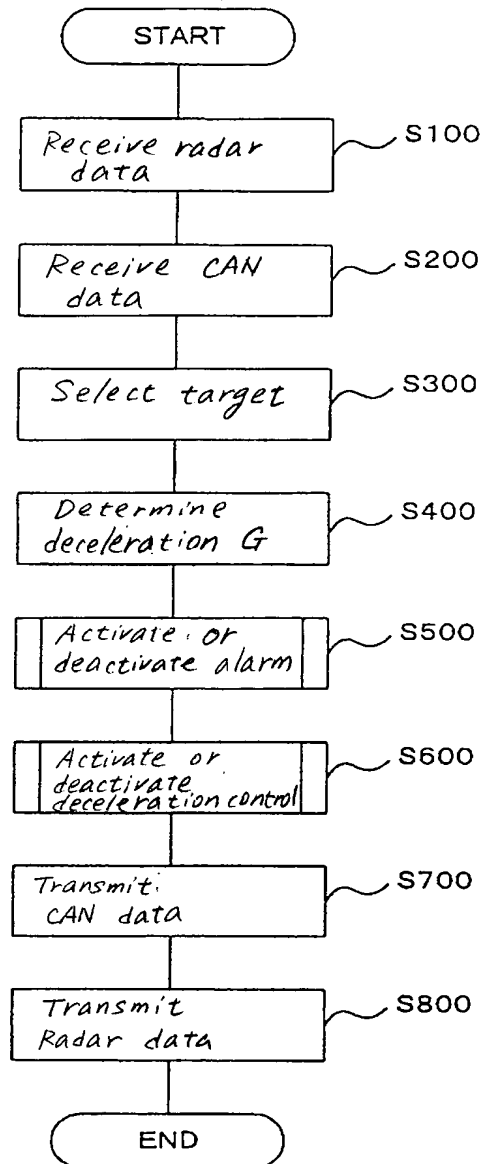 START
Receive radar
data
S100
Receive CAN
data
S200
Select target
S300
Determine
deceleration G
S400
Activate or
deactivate alarm
S500
Activate or
deactivate
deceleration control
S600
Transmit
CAN data
S700
Transmit
Radar data
S800
END